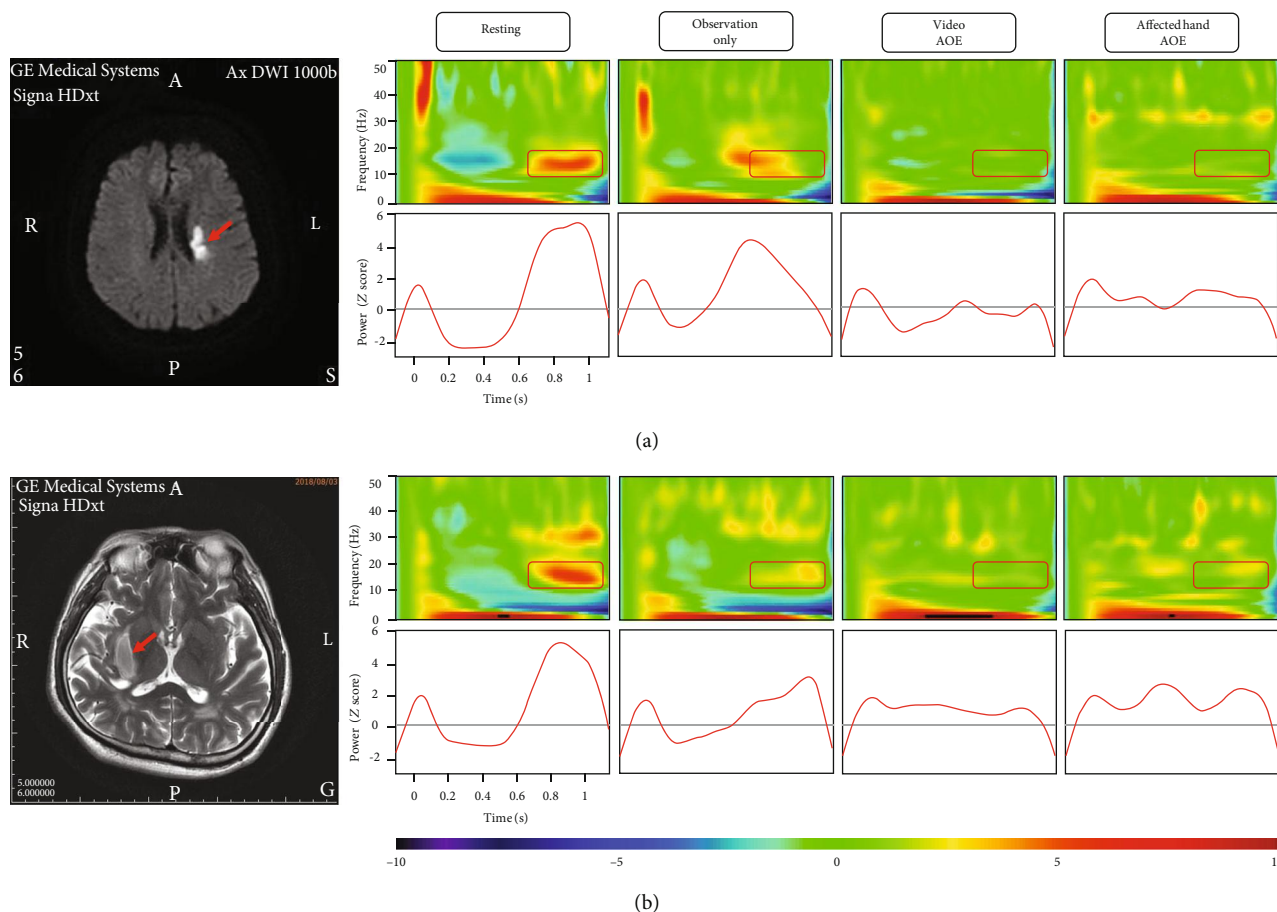 Resting
Observation
only
Video
AOE
Affected hand
AOE
GE Medical Systems
Signa HDxt
A
Ax DWI 1000b
R
L
5
6
P
S
Frequency (Hz)
50
40
30
20
10
0
Power (Z score)
6
4
2
0
-2
0
0.2
0.4
0.6
0.8
1
Time (s)
(a)
GE Medical Systems
Signa HDxt
A
2018/08/03
R
L
5.000000
6.000000
P
G
Frequency (Hz)
50
40
30
20
10
0
Power (Z score)
6
4
2
0
-2
0
0.2
0.4
0.6
0.8
1
Time (s)
–10
–5
0
5
1
(b)